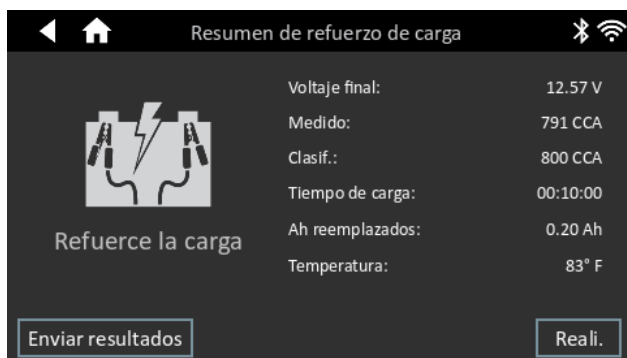 Resumen de refuerzo de carga
Voltaje final: 12.57 V
Medido: 791 CCA
Clasif.: 800 CCA
Tiempo de carga: 00:10:00
Ah reemplazados: 0.20 Ah
Temperatura: 83° F
Refuerce la carga
Enviar resultados
Reali.